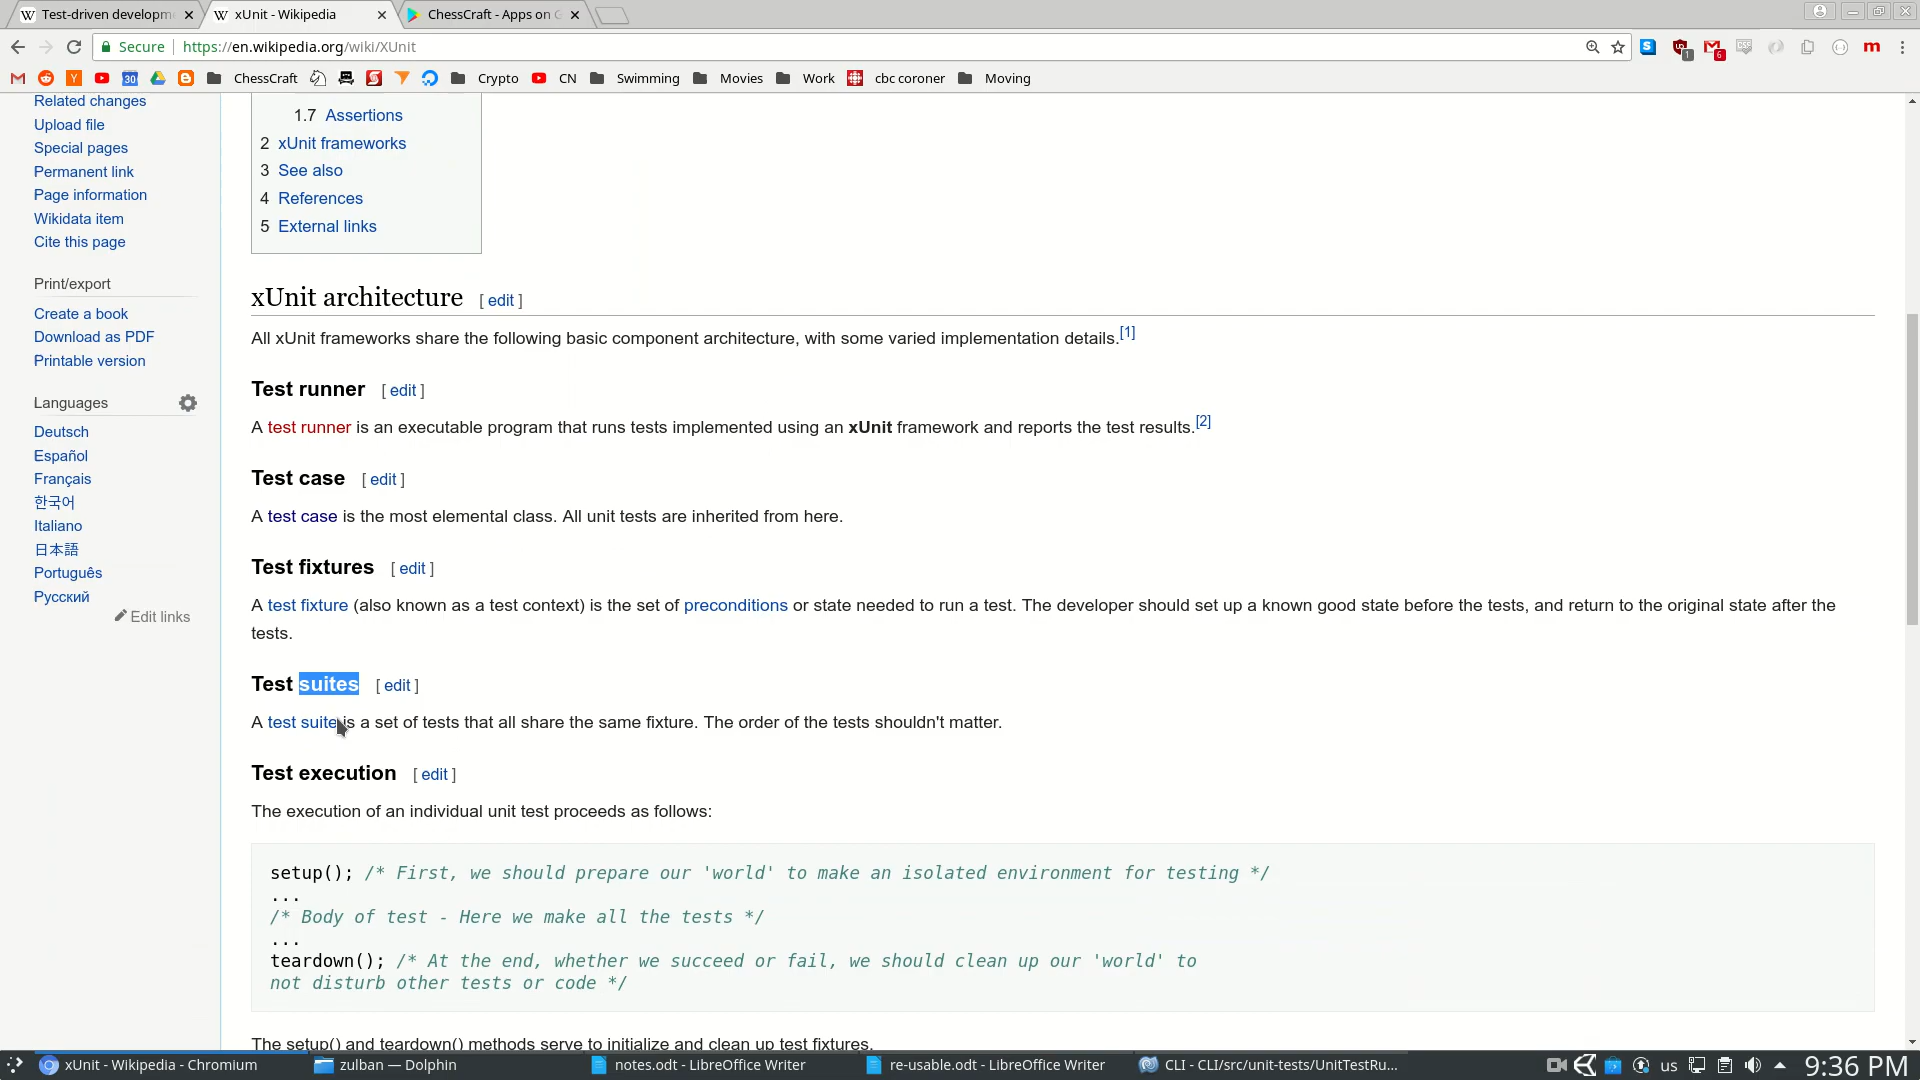 Test-driven developm
xUnit - Wikipedia
ChessCraft - Apps on G
Secure
https://en.wikipedia.org/wiki/XUnit
1
6
ChessCraft
Crypto
CN
Swimming
Movies
Work
cbc coroner
Moving
Related changes
Upload file
Special pages
Permanent link
Page information
Wikidata item
Cite this page
Print/export
Create a book
Download as PDF
Printable version
Languages
Deutsch
Español
Français
한국어
Italiano
日本語
Português
Русский
Edit links
1.7 Assertions
2 xUnit frameworks
3 See also
4 References
5 External links
xUnit architecture [ edit ]
All xUnit frameworks share the following basic component architecture, with some varied implementation details.[1]
Test runner [ edit ]
A test runner is an executable program that runs tests implemented using an xUnit framework and reports the test results.[2]
Test case [ edit ]
A test case is the most elemental class. All unit tests are inherited from here.
Test fixtures [ edit ]
A test fixture (also known as a test context) is the set of preconditions or state needed to run a test. The developer should set up a known good state before the tests, and return to the original state after the
tests.
Test suites [ edit ]
A test suite is a set of tests that all share the same fixture. The order of the tests shouldn't matter.
Test execution [ edit ]
The execution of an individual unit test proceeds as follows:
setup(); /* First, we should prepare our 'world' to make an isolated environment for testing */
...
/* Body of test - Here we make all the tests */
...
teardown(); /* At the end, whether we succeed or fail, we should clean up our 'world' to
not disturb other tests or code */
The setup() and teardown() methods serve to initialize and clean up test fixtures.
xUnit - Wikipedia - Chromium
zulban — Dolphin
notes.odt - LibreOffice Writer
re-usable.odt - LibreOffice Writer
CLI - CLI/src/unit-tests/UnitTestRu...
us
9:36 PM